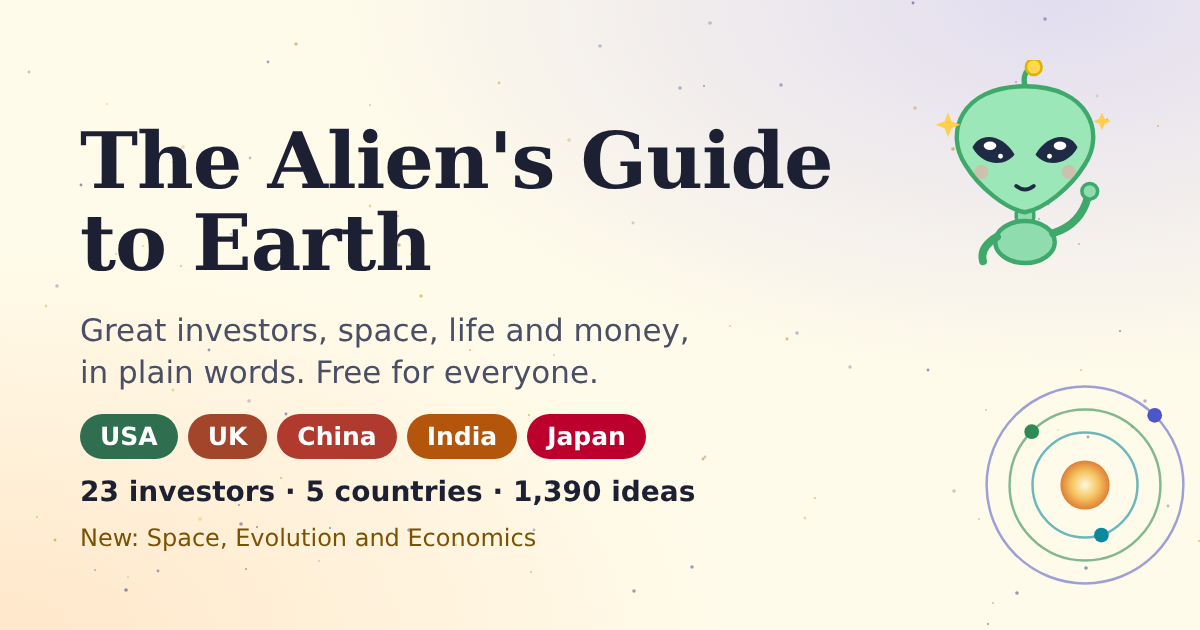 The Alien's Guide
to Earth
Great investors, space, life and money,
in plain words. Free for everyone.
USA UK China India Japan
23 investors · 5 countries · 1,390 ideas
New: Space, Evolution and Economics